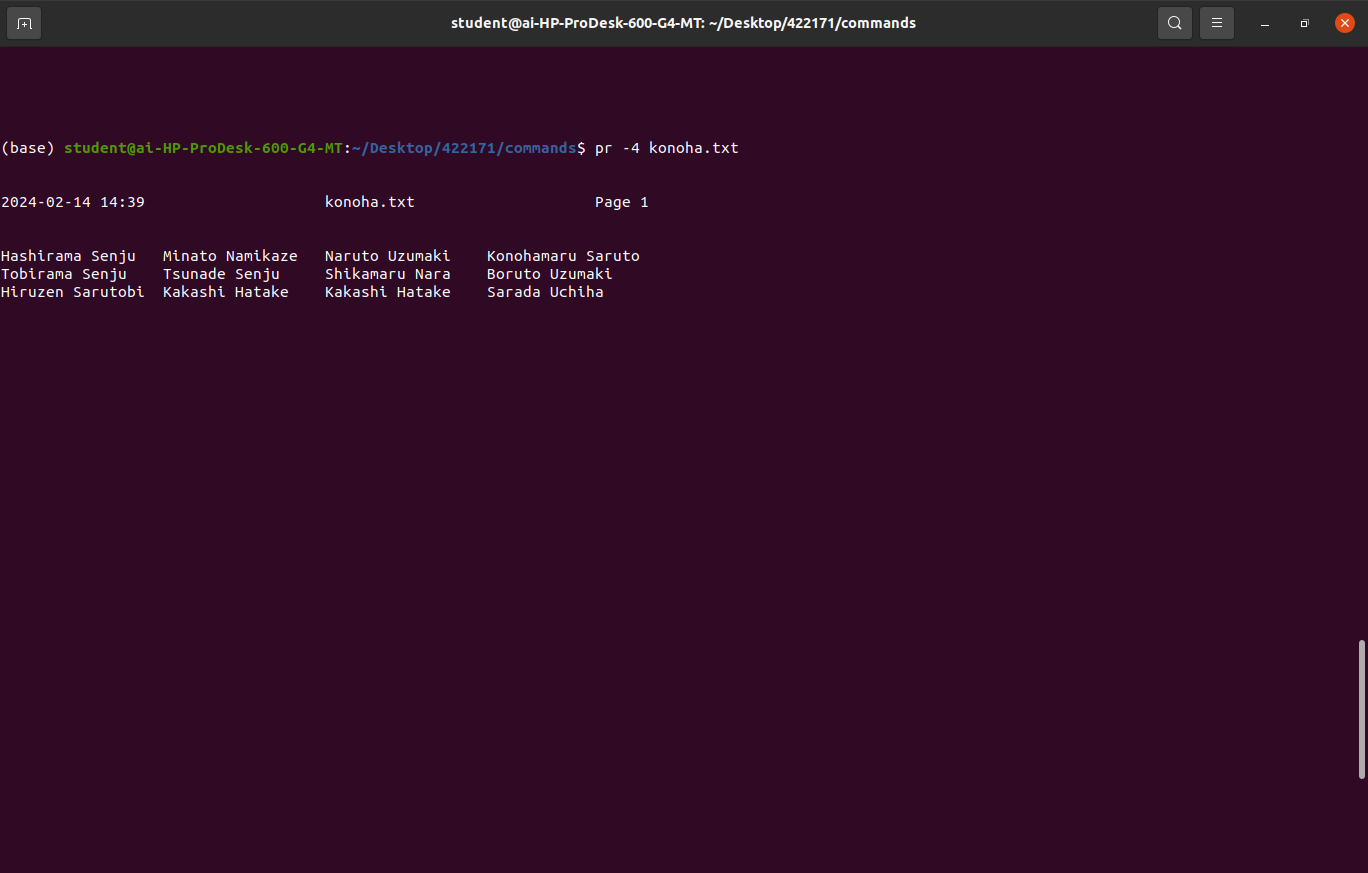 student@ai-HP-ProDesk-600-G4-MT: ~/Desktop/422171/commands
(base) student@ai-HP-ProDesk-600-G4-MT:~/Desktop/422171/commands$ pr -4 konoha.txt
2024-02-14 14:39                    konoha.txt                    Page 1
Hashirama Senju   Minato Namikaze   Naruto Uzumaki    Konohamaru Saruto
Tobirama Senju    Tsunade Senju     Shikamaru Nara    Boruto Uzumaki
Hiruzen Sarutobi  Kakashi Hatake    Kakashi Hatake    Sarada Uchiha